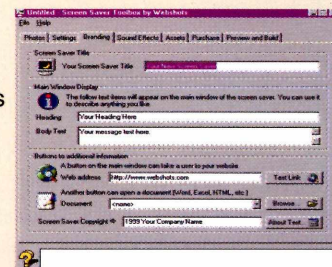 Untitled - Screen Saver Toolbox by Webshots
File Help
Photos Settings Branding Sound Effects Assets Purchase Preview and Build
Screen Saver Title
Your Screen Saver Title
Main Window Display
The following text items will appear on the main window of the screen saver. You can use it
to describe anything you like
Heading Your Heading Here
Body Text Your message text here.
Buttons to additional information
A button on the main window can take a user to your website
Web address http://www.webshots.com Test Link
Another button can open a document (Word, Excel, HTML, etc.)
Document <none> Browse
Screen Saver Copyright © 1999 Your Company Name About Text